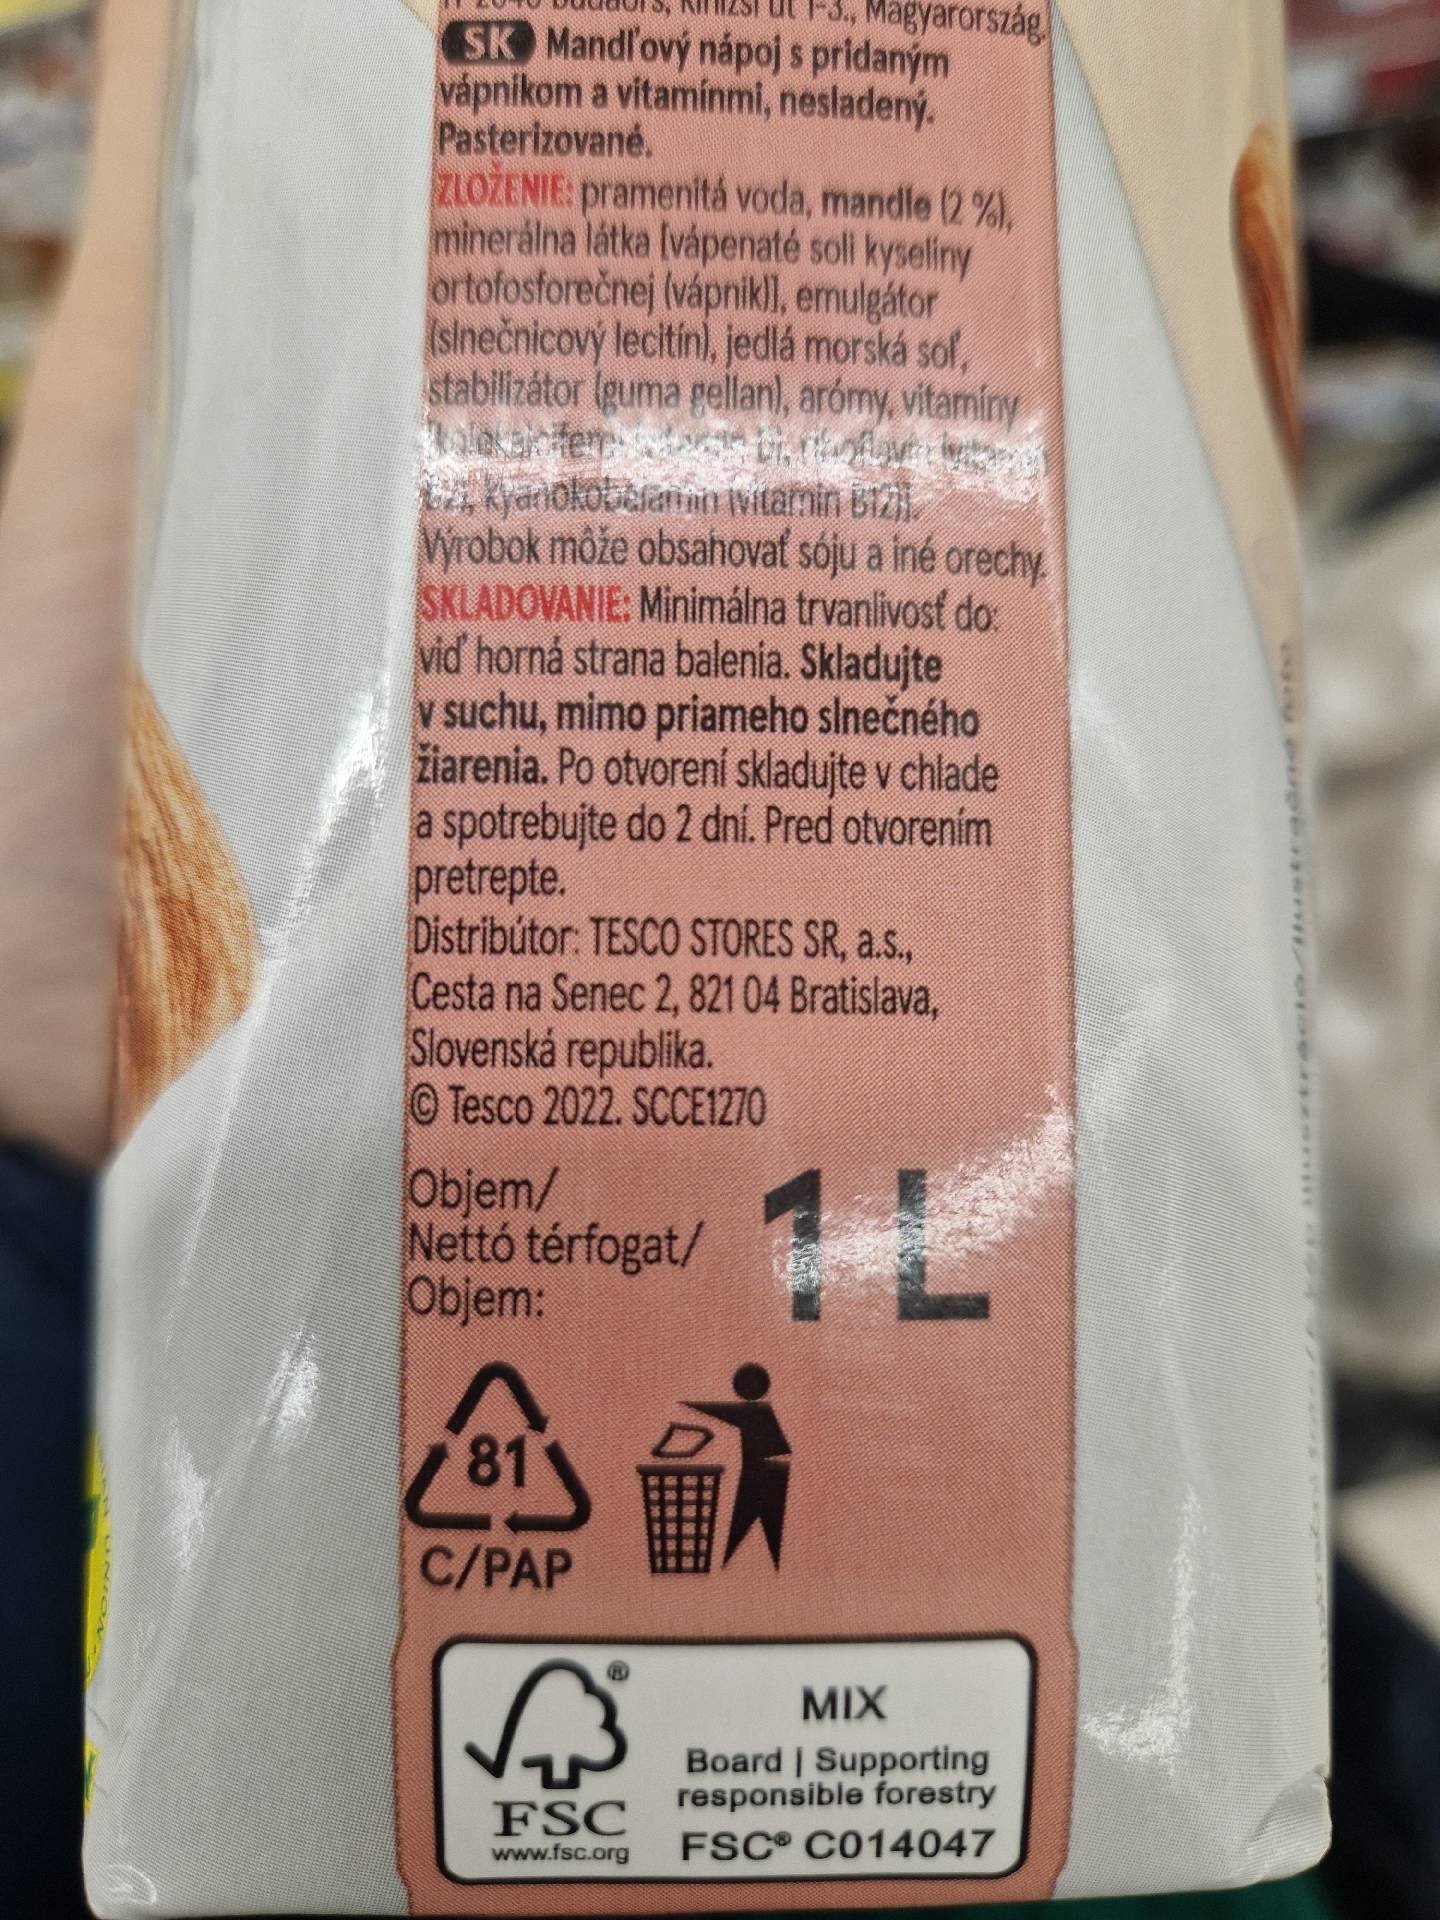 Magyarország.
SK Mandľový nápoj s pridaným
vápnikom a vitamínmi, nesladený.
Pasterizované.
ZLOŽENIE: pramenitá voda, mandle (2 %),
minerálna látka [vápenaté soli kyseliny
ortofosforečnej (vápnik)], emulgátor
(slnečnicový lecitín), jedlá morská soľ,
stabilizátor (guma gellan), arómy, vitamíny
riboflavín
B2), kyanokobalamín (vitamín B12)].
Výrobok môže obsahovať sóju a iné orechy.
SKLADOVANIE: Minimálna trvanlivosť do:
viď horná strana balenia. Skladujte
v suchu, mimo priameho slnečného
žiarenia. Po otvorení skladujte v chlade
a spotrebujte do 2 dní. Pred otvorením
pretrepte.
Distribútor: TESCO STORES SR, a.s.,
Cesta na Senec 2, 821 04 Bratislava,
Slovenská republika.
© Tesco 2022. SCCE1270
Objem/
Nettó térfogat/
Objem:
1 L
81
C/PAP
FSC
www.fsc.org
MIX
Board | Supporting
responsible forestry
FSC® C014047